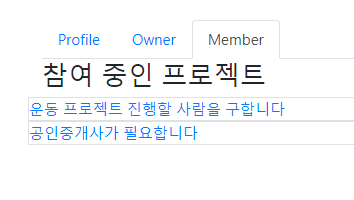 Profile Owner Member
참여 중인 프로젝트
운동 프로젝트 진행할 사람을 구합니다
공인중개사가 필요합니다